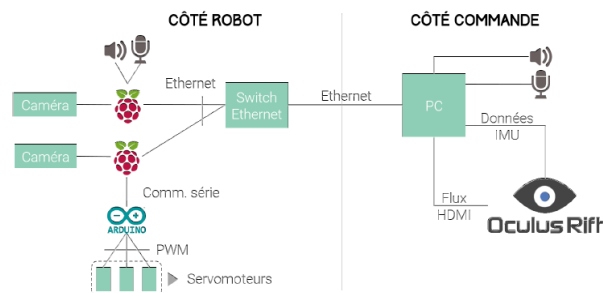 CÔTÉ ROBOT
CÔTÉ COMMANDE
Ethernet
Caméra
Switch
Ethernet
Ethernet
PC
Données
IMU
Caméra
Comm. série
Flux
HDMI
ARDUINO
Oculus Rift
PWM
Servomoteurs